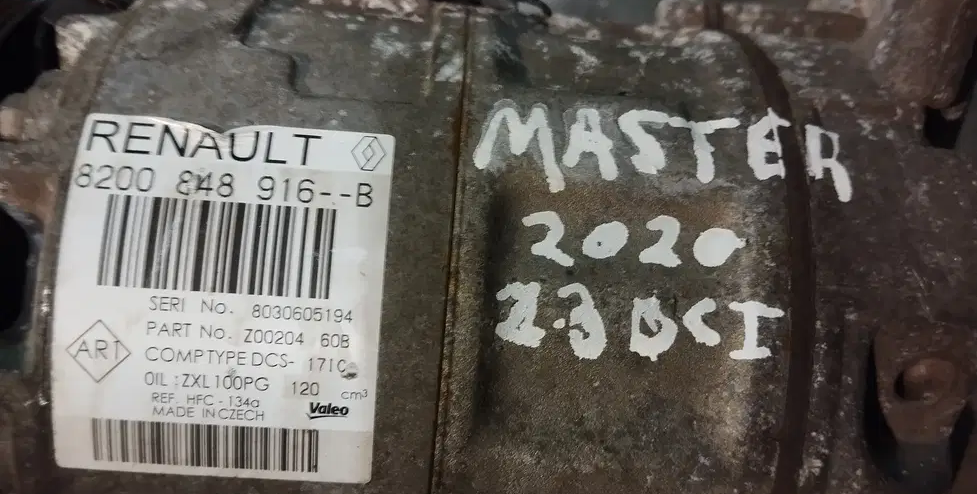 RENAULT
8200 848 916--B
SERI No. 8030605194
PART No. Z00204 60B
COMPTYPE DCS- 171C
ART
OIL : ZXL100PG 120 cm³
REF. HFC - 134a
MADE IN CZECH
Valeo
MASTER
2020
2.3 DCI